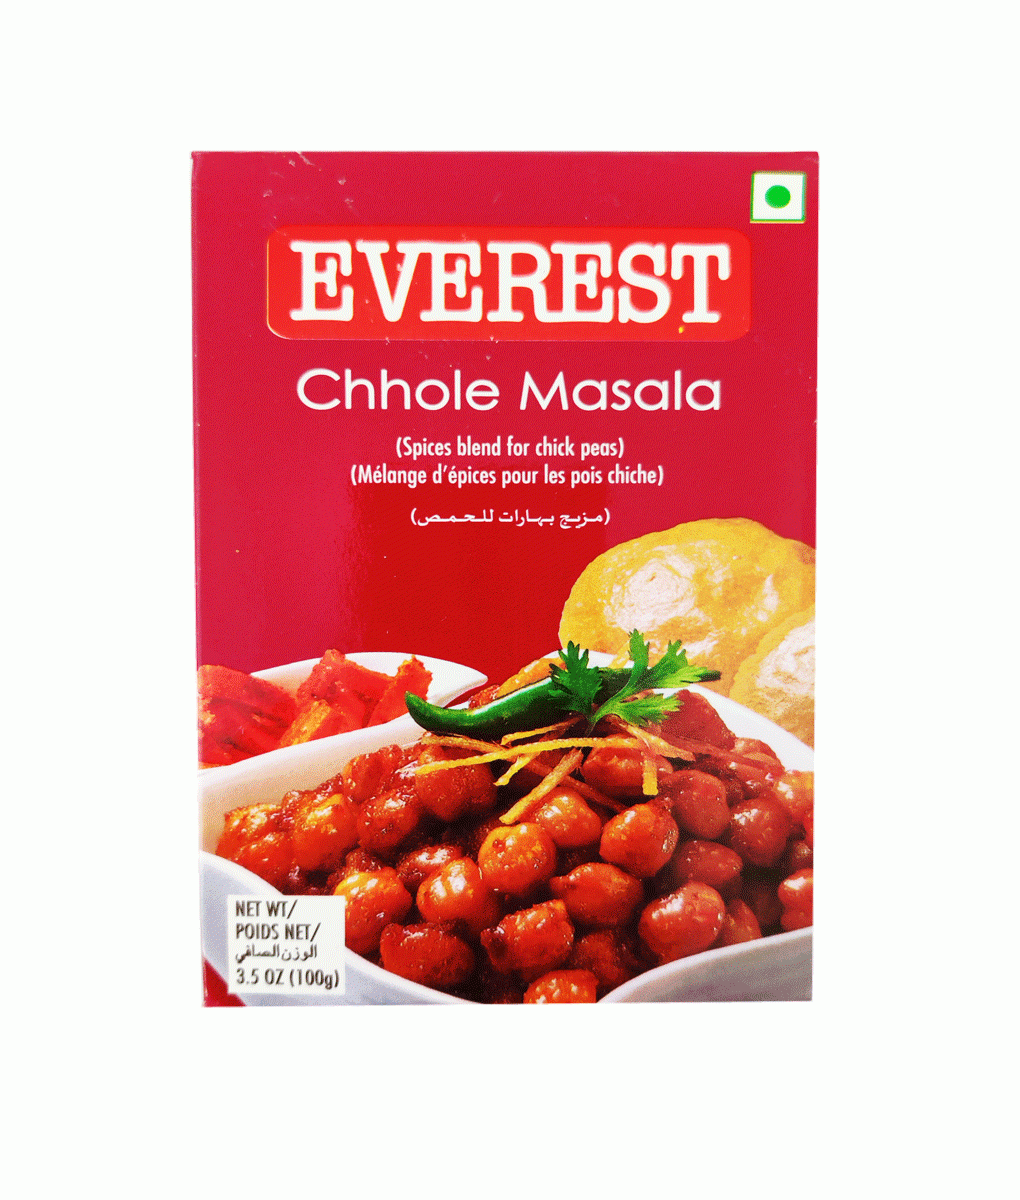 EVEREST
Chhole Masala
(Spices blend for chick peas)
(Mélange d'épices pour les pois chiche)
(مزيج بهارات للحمص)
NET WT/
POIDS NET/
الوزن الصافي
3.5 OZ (100g)